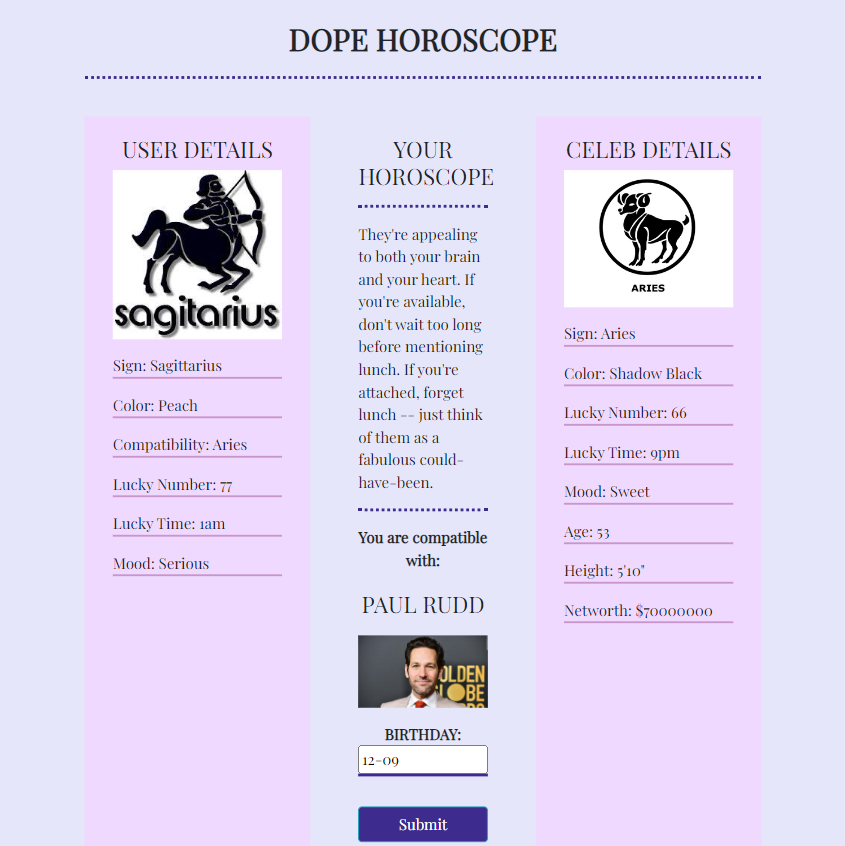 DOPE HOROSCOPE
USER DETAILS
sagitarius
Sign: Sagittarius
Color: Peach
Compatibility: Aries
Lucky Number: 77
Lucky Time: 1am
Mood: Serious
YOUR
HOROSCOPE
They're appealing
to both your brain
and your heart. If
you're available,
don't wait too long
before mentioning
lunch. If you're
attached, forget
lunch -- just think
of them as a
fabulous could-
have-been.
You are compatible
with:
PAUL RUDD
OLDEN
GL BE
BIRTHDAY:
12-09
Submit
CELEB DETAILS
ARIES
Sign: Aries
Color: Shadow Black
Lucky Number: 66
Lucky Time: 9pm
Mood: Sweet
Age: 53
Height: 5'10"
Networth: $70000000